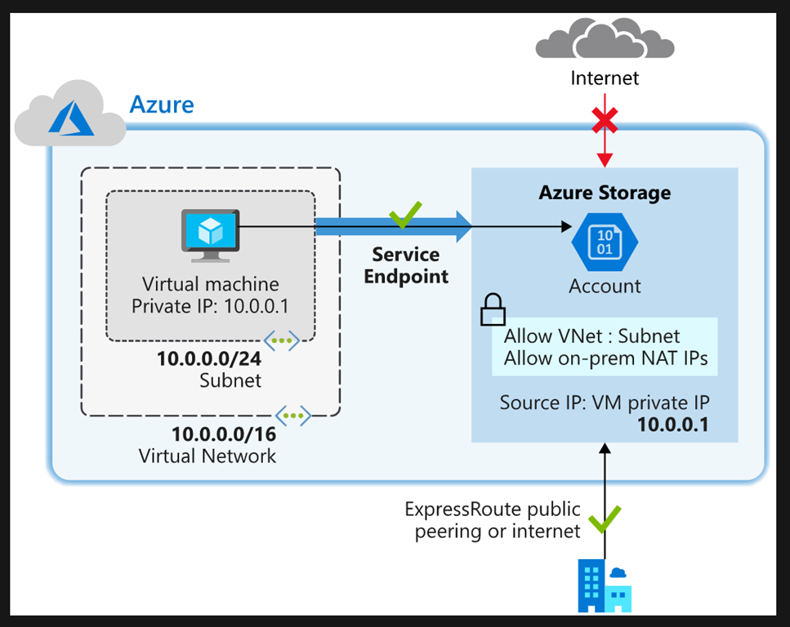 Internet
Azure
Azure Storage
10
01
Account
Service
Endpoint
Virtual machine
Private IP: 10.0.0.1
Allow VNet : Subnet
Allow on-prem NAT IPs
10.0.0.0/24
Subnet
Source IP: VM private IP
10.0.0.1
10.0.0.0/16
Virtual Network
ExpressRoute public
peering or internet